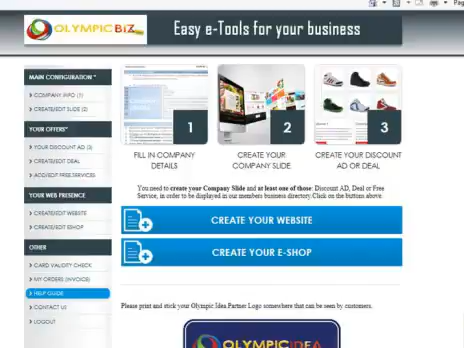 Pag
OLYMPICBIZ
Easy e-Tools for your business
MAIN CONFIGURATION *
COMPANY INFO (1)
CREATE/EDIT SLIDE (2)
YOUR OFFERS*
YOUR DISCOUNT AD (3)
CREATE/EDIT DEAL
ADD/EDIT FREE SERVICES
YOUR WEB PRESENCE
CREATE/EDIT WEBSITE
CREATE/EDIT ESHOP
OTHER
CARD VALIDITY CHECK
MY ORDERS (INVOICE)
HELP GUIDE
CONTACT US
LOGOUT
1
FILL IN COMPANY
DETAILS
2
CREATE YOUR
COMPANY SLIDE
3
CREATE YOUR DISCOUNT
AD OR DEAL
You need to create your Company Slide and at least one of those: Discount AD, Deal or Free
Service, in order to be displayed in our members business directory.Click on the buttons above.
CREATE YOUR WEBSITE
CREATE YOUR E-SHOP
Please print and stick your Olympic Idea Partner Logo somewhere that can be seen by customers.
OLYMPICIDEA